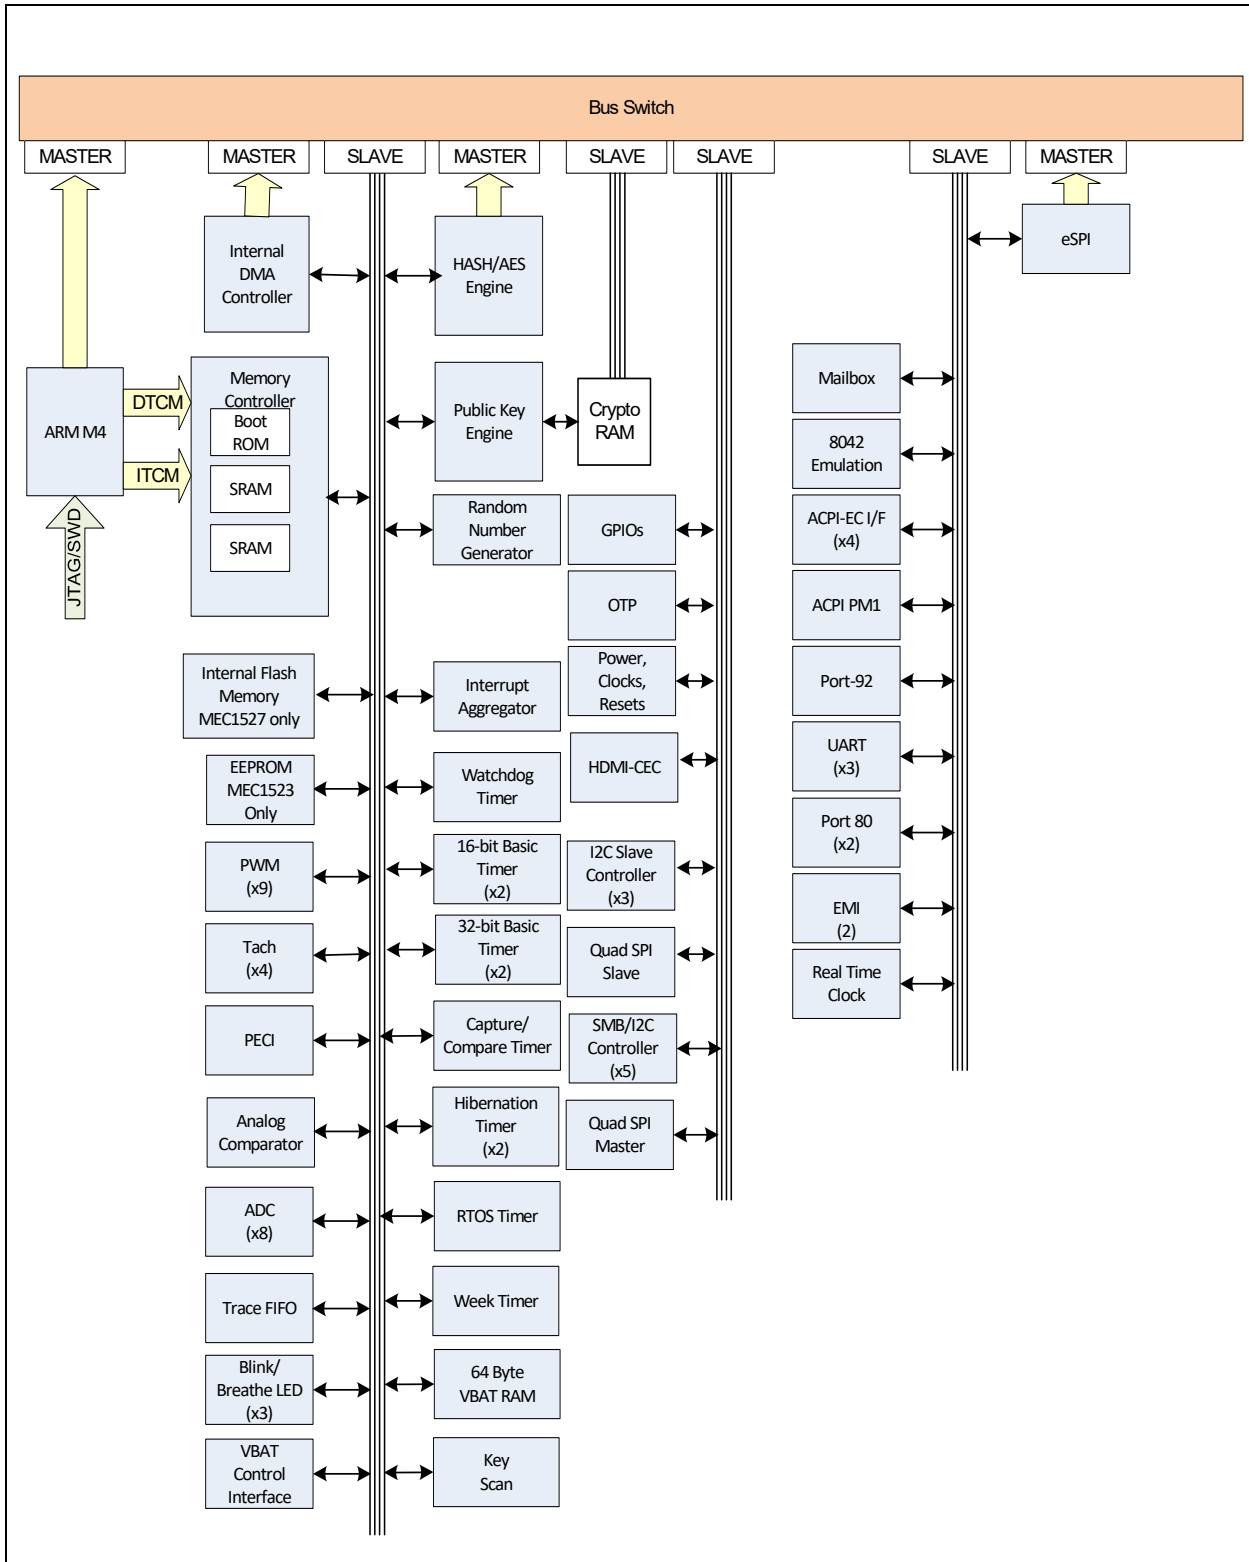 Bus Switch
MASTER
MASTER
SLAVE
MASTER
SLAVE
SLAVE
SLAVE
MASTER
Internal
DMA
Controller
HASH/AES
Engine
eSPI
ARM M4
DTCM
ITCM
JTAG/SWD
Memory
Controller
Boot
ROM
SRAM
SRAM
Public Key
Engine
Crypto
RAM
Random
Number
Generator
Internal Flash
Memory
MEC1527 only
EEPROM
MEC1523
Only
PWM
(x9)
Tach
(x4)
PECI
Analog
Comparator
ADC
(x8)
Trace FIFO
Blink/
Breathe LED
(x3)
VBAT
Control
Interface
Interrupt
Aggregator
Watchdog
Timer
16-bit Basic
Timer
(x2)
32-bit Basic
Timer
(x2)
Capture/
Compare Timer
Hibernation
Timer
(x2)
RTOS Timer
Week Timer
64 Byte
VBAT RAM
Key
Scan
GPIOs
OTP
Power,
Clocks,
Resets
HDMI-CEC
I2C Slave
Controller
(x3)
Quad SPI
Slave
SMB/I2C
Controller
(x5)
Quad SPI
Master
Mailbox
8042
Emulation
ACPI-EC I/F
(x4)
ACPI PM1
Port-92
UART
(x3)
Port 80
(x2)
EMI
(2)
Real Time
Clock